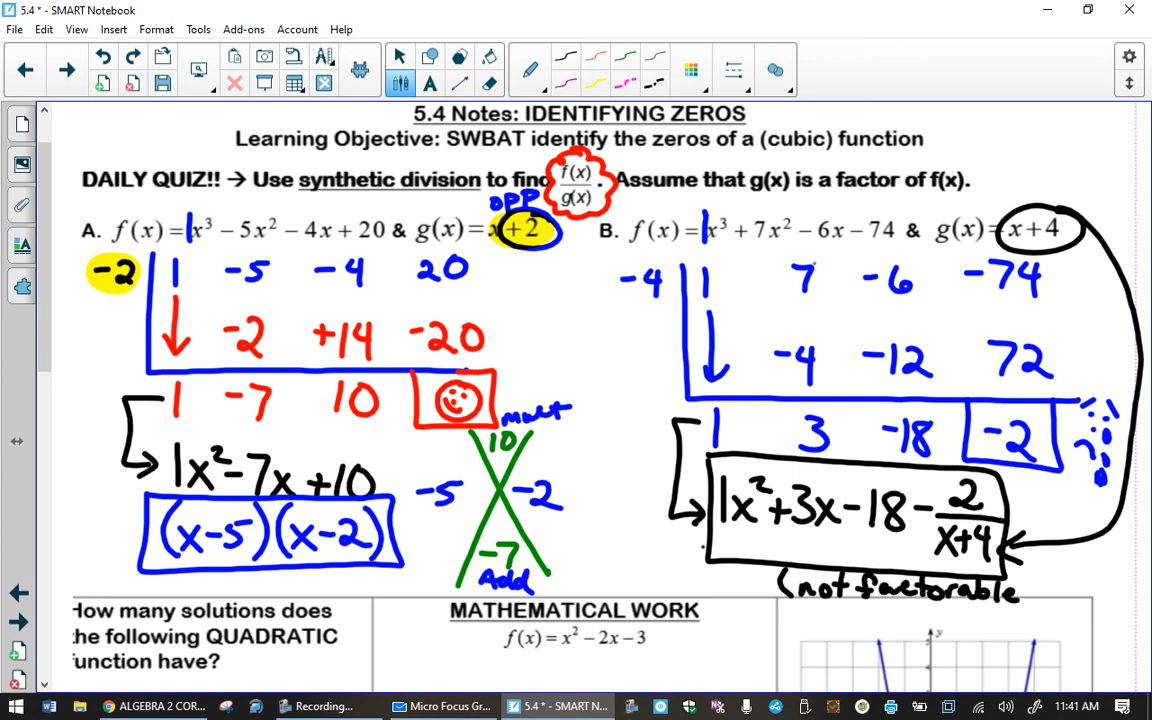 5.4 * - SMART Notebook
File Edit View Insert Format Tools Add-ons Account Help
5.4 Notes: IDENTIFYING ZEROS
Learning Objective: SWBAT identify the zeros of a (cubic) function
DAILY QUIZ!! → Use synthetic division to find f(x)/g(x). Assume that g(x) is a factor of f(x).
OPP
A. f(x) = 1x³ − 5x² − 4x + 20 & g(x) = x + 2
-2 1 -5 -4 20
-2 +14 -20
1 -7 10
1x²-7x+10
(x-5)(x-2)
Mult
10
-5 -2
-7
Add
B. f(x) = 1x³ + 7x² − 6x − 74 & g(x) = x + 4
-4 1 7 -6 -74
-4 -12 72
1 3 -18 -2
1x²+3x-18-2/(x+4)
(not factorable
How many solutions does
the following QUADRATIC
function have?
MATHEMATICAL WORK
f(x) = x² − 2x − 3
y
5
4
ALGEBRA 2 COR... Recording... Micro Focus Gr... 5.4 * - SMART N... 11:41 AM